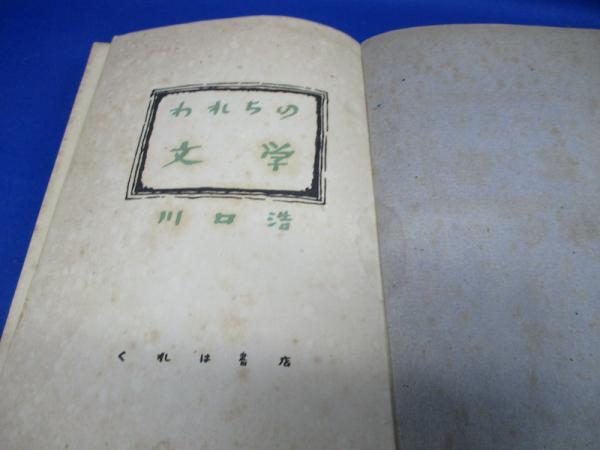 われらの
文学
川口浩
くれは書店